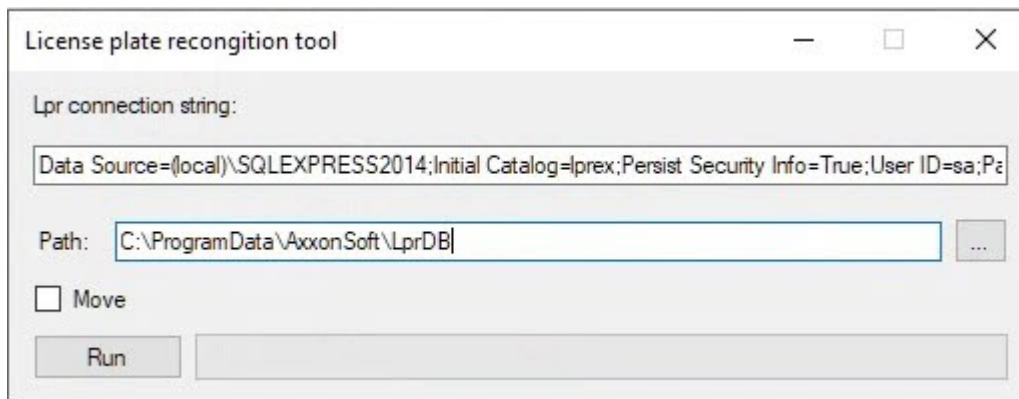 License plate recongition tool
Lpr connection string:
Data Source=(local)\SQLEXPRESS2014;Initial Catalog=lprex;Persist Security Info=True;User ID=sa;Pa
Path: C:\ProgramData\AxxonSoft\LprDB ...
Move
Run